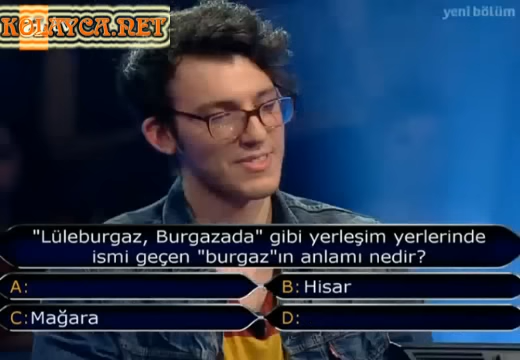 KOLAYCA.NET
yeni bölüm
"Lüleburgaz, Burgazada" gibi yerleşim yerlerinde
ismi geçen "burgaz"ın anlamı nedir?
A:
B: Hisar
C: Mağara
D: